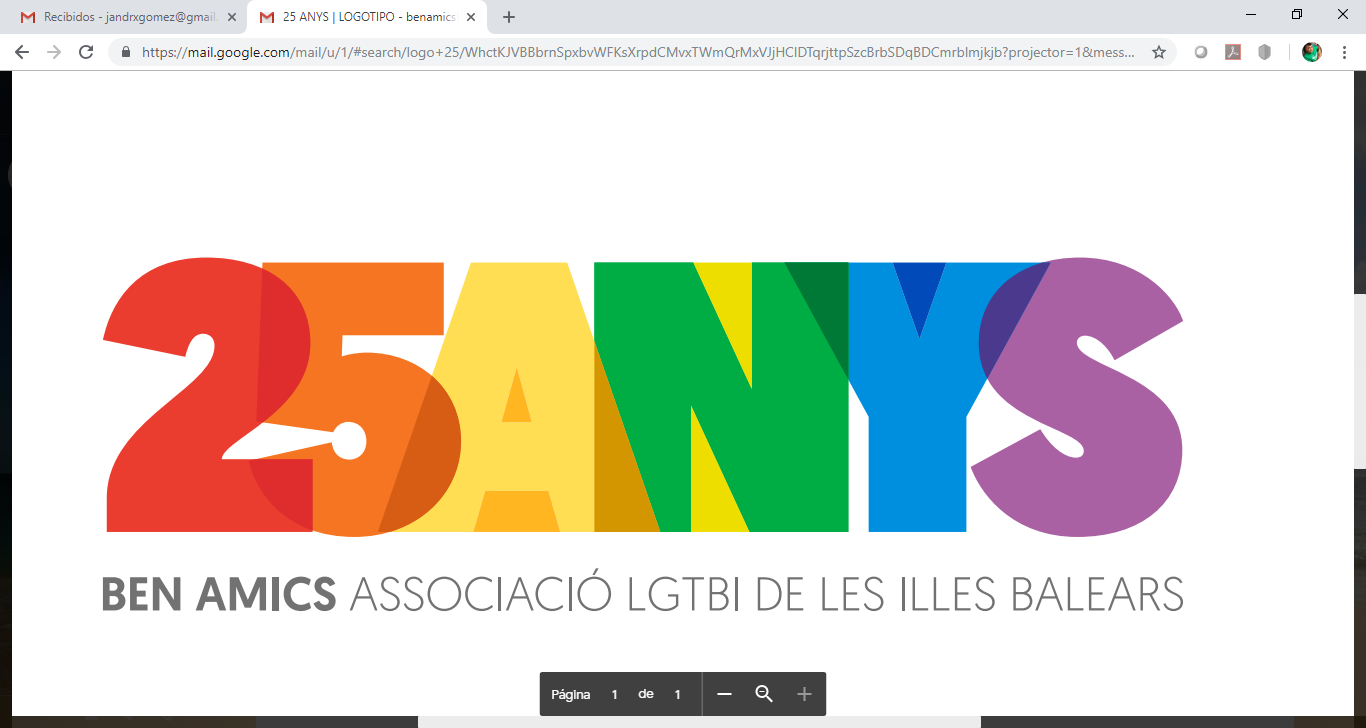 Recibidos - jandrxgomez@gmail.
25 ANYS | LOGOTIPO - benamics
https://mail.google.com/mail/u/1/#search/logo+25/WhctKJVBBbrnSpxbvWFKsXrpdCMvxTWmQrMxVJjHClDTqrjttpSzcBrbSDqBDCmrblmjkjb?projector=1&mess...
25ANYS
BEN AMICS ASSOCIACIÓ LGTBI DE LES ILLES BALEARS
Página 1 de 1